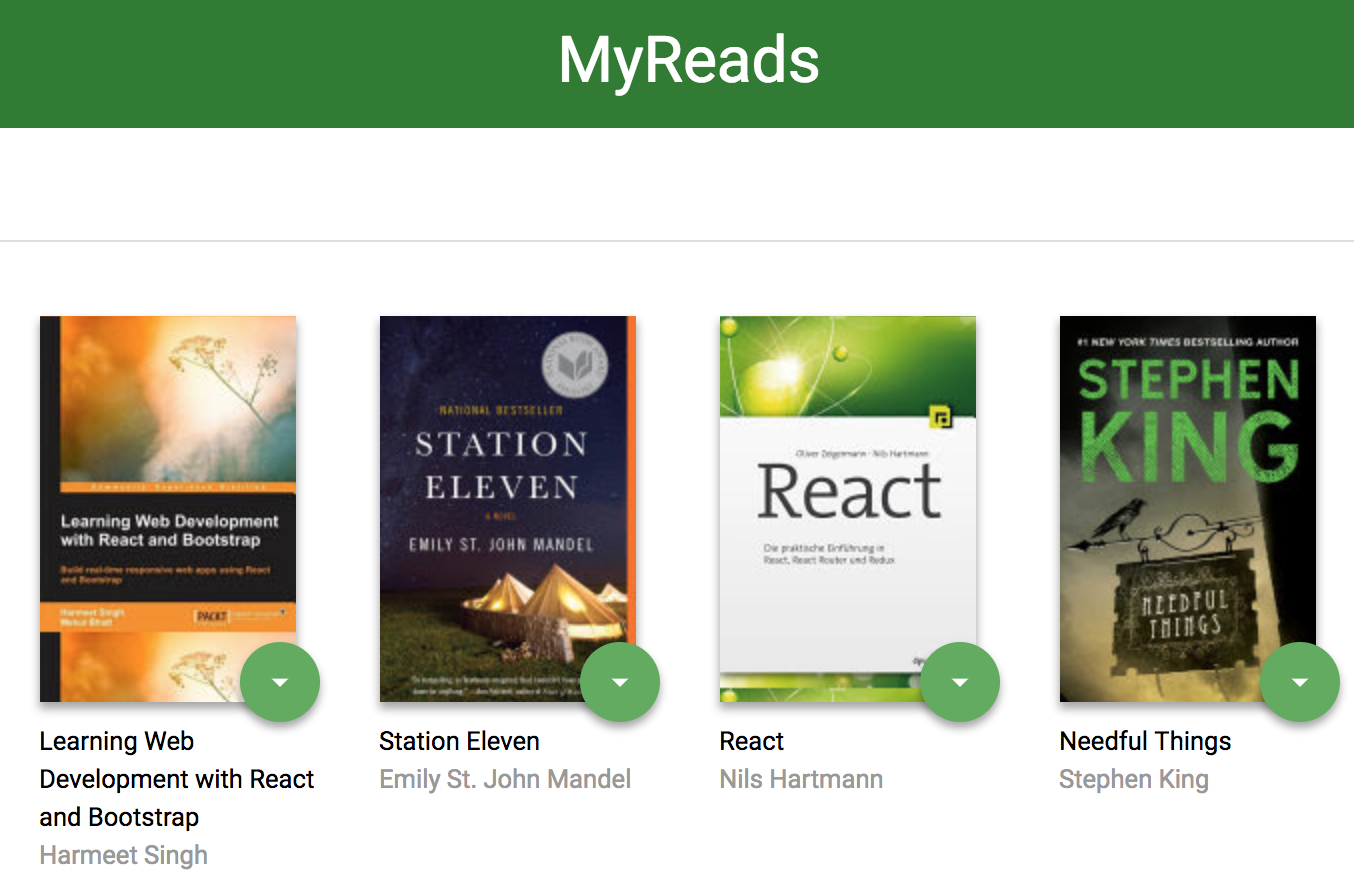 MyReads
Learning Web Development
with React and Bootstrap
Build real-time responsive web apps using React
and Bootstrap
Harmeet Singh
Mehul Bhatt
PACKT
NATIONAL BESTSELLER
STATION
ELEVEN
A NOVEL
EMILY ST. JOHN MANDEL
Oliver Zeigermann · Nils Hartmann
React
Die praktische Einführung in
React, React Router und Redux
#1 NEW YORK TIMES BESTSELLING AUTHOR
STEPHEN
KING
NEEDFUL
THINGS
Learning Web
Development with React
and Bootstrap
Harmeet Singh
Station Eleven
Emily St. John Mandel
React
Nils Hartmann
Needful Things
Stephen King